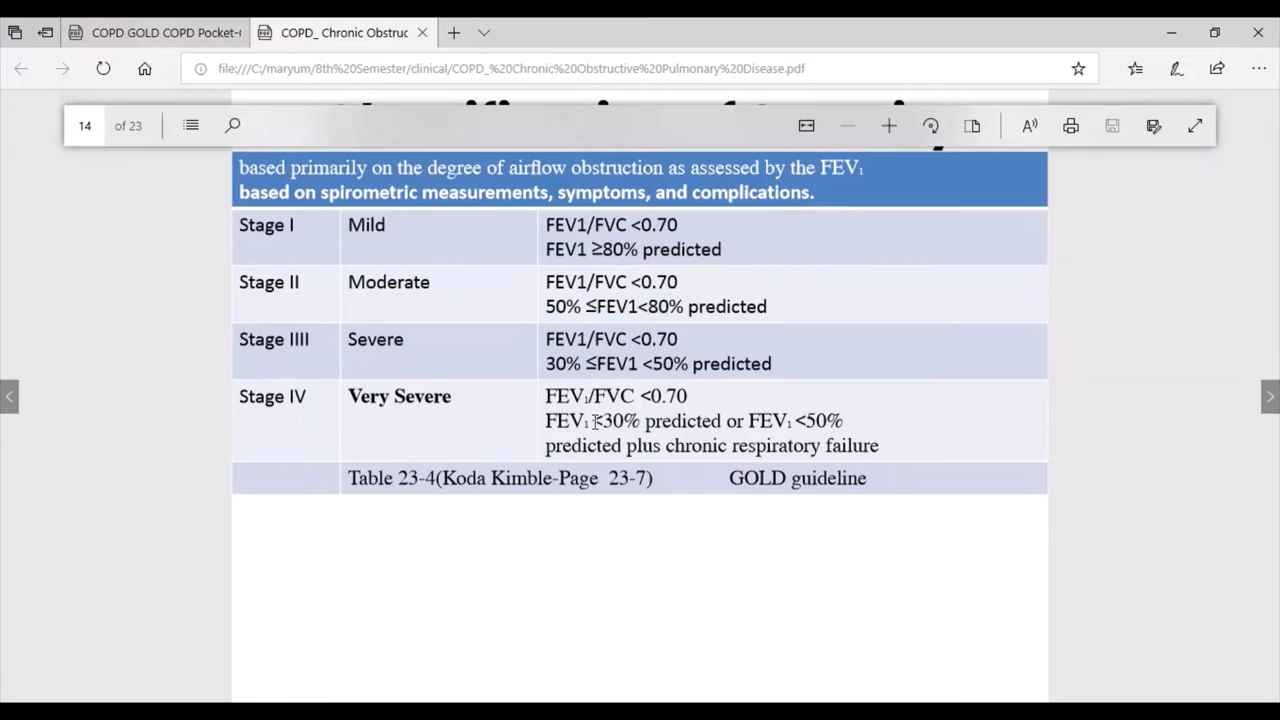 COPD GOLD COPD Pocket-
COPD_ Chronic Obstruc
file:///C:/maryum/8th%20Semester/clinical/COPD_%20Chronic%20Obstructive%20Pulmonary%20Disease.pdf
14 of 23
based primarily on the degree of airflow obstruction as assessed by the FEV₁
based on spirometric measurements, symptoms, and complications.
Stage I Mild FEV1/FVC <0.70
FEV1 ≥80% predicted
Stage II Moderate FEV1/FVC <0.70
50% ≤FEV1<80% predicted
Stage IIII Severe FEV1/FVC <0.70
30% ≤FEV1 <50% predicted
Stage IV Very Severe FEV₁/FVC <0.70
FEV₁ <30% predicted or FEV₁ <50%
predicted plus chronic respiratory failure
Table 23-4(Koda Kimble-Page 23-7) GOLD guideline